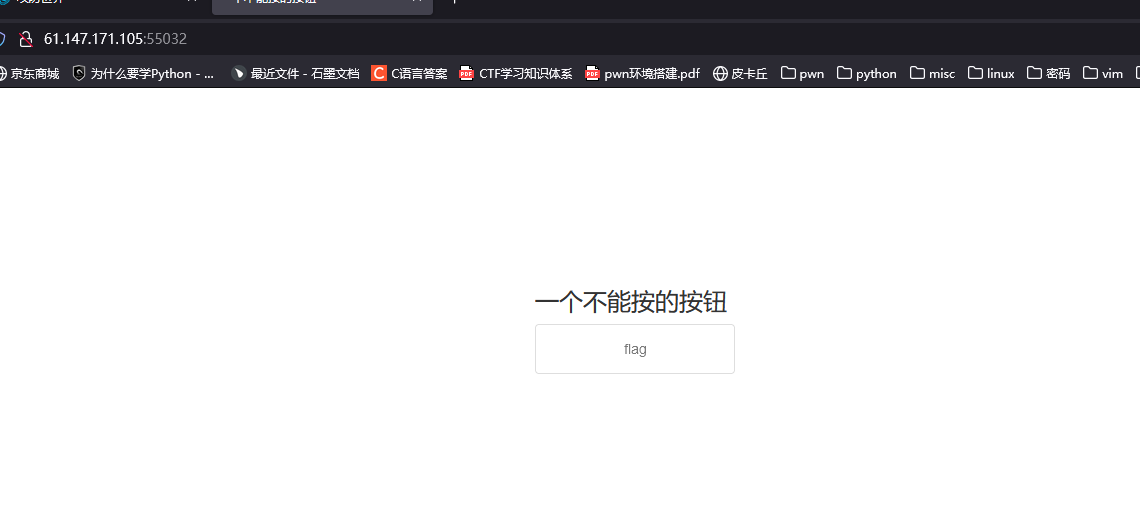 61.147.171.105:55032
京东商城 为什么要学Python - ... 最近文件 - 石墨文档 C C语言答案 PDF CTF学习知识体系 PDF pwn环境搭建.pdf 皮卡丘 pwn python misc linux 密码 vim
一个不能按的按钮
flag